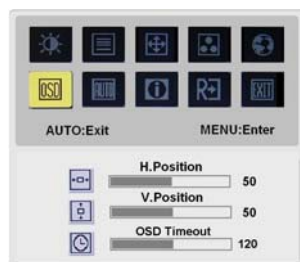 OSD AUTO i R EXIT
AUTO:Exit MENU:Enter
H.Position
50
V.Position
50
OSD Timeout
120